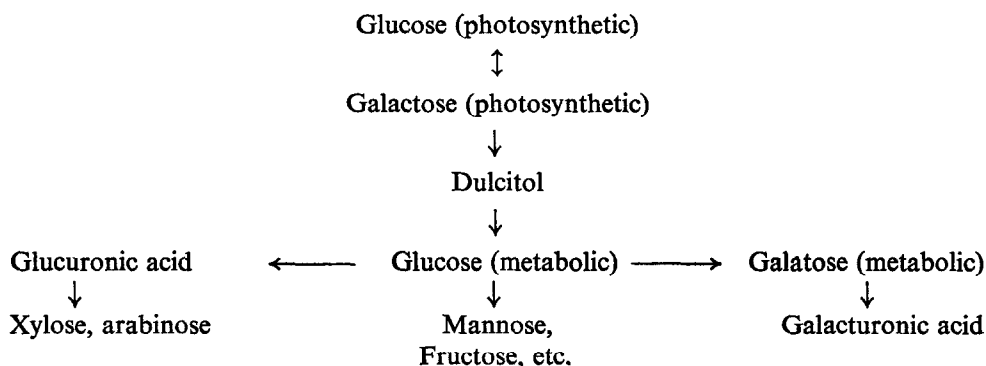 Glucose (photosynthetic)
↕
Galactose (photosynthetic)
↓
Dulcitol
↓
Glucuronic acid ← Glucose (metabolic) → Galatose (metabolic)
↓ ↓ ↓
Xylose, arabinose Mannose, Galacturonic acid
Fructose, etc.